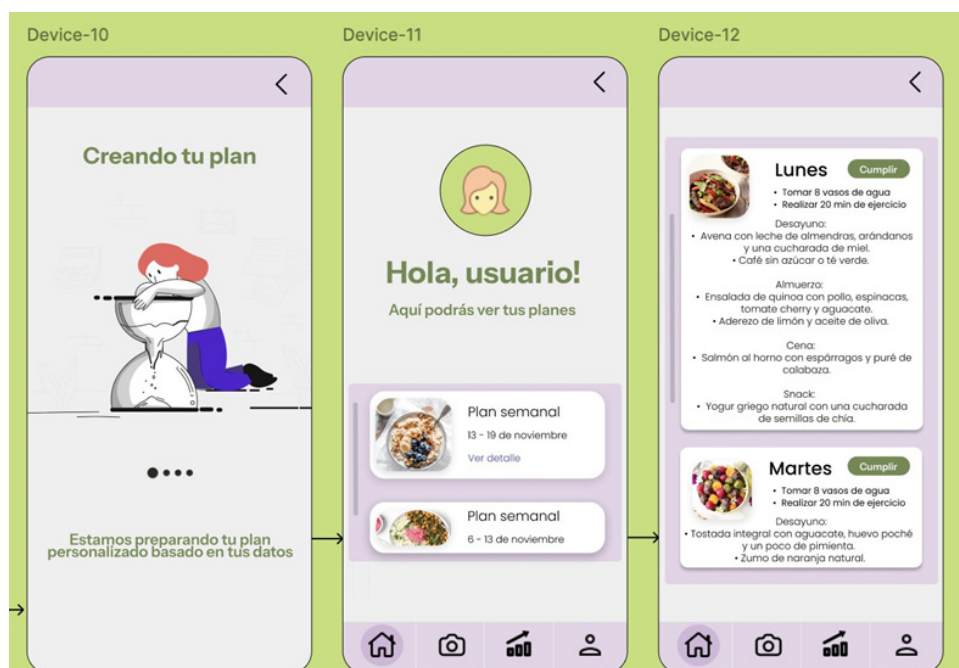 Device-10
Creando tu plan
Estamos preparando tu plan
personalizado basado en tus datos
Device-11
Hola, usuario!
Aquí podrás ver tus planes
Plan semanal
13 - 19 de noviembre
Ver detalle
Plan semanal
6 - 13 de noviembre
Device-12
Lunes
Cumplir
• Tomar 8 vasos de agua
• Realizar 20 min de ejercicio
Desayuno:
• Avena con leche de almendras, arándanos
y una cucharada de miel.
• Café sin azúcar o té verde.
Almuerzo:
• Ensalada de quinoa con pollo, espinacas,
tomate cherry y aguacate.
• Aderezo de limón y aceite de oliva.
Cena:
• Salmón al horno con espárragos y puré de
calabaza.
Snack:
• Yogur griego natural con una cucharada
de semillas de chía.
Martes
Cumplir
• Tomar 8 vasos de agua
• Realizar 20 min de ejercicio
Desayuno:
• Tostada integral con aguacate, huevo poché
y un poco de pimienta.
• Zumo de naranja natural.